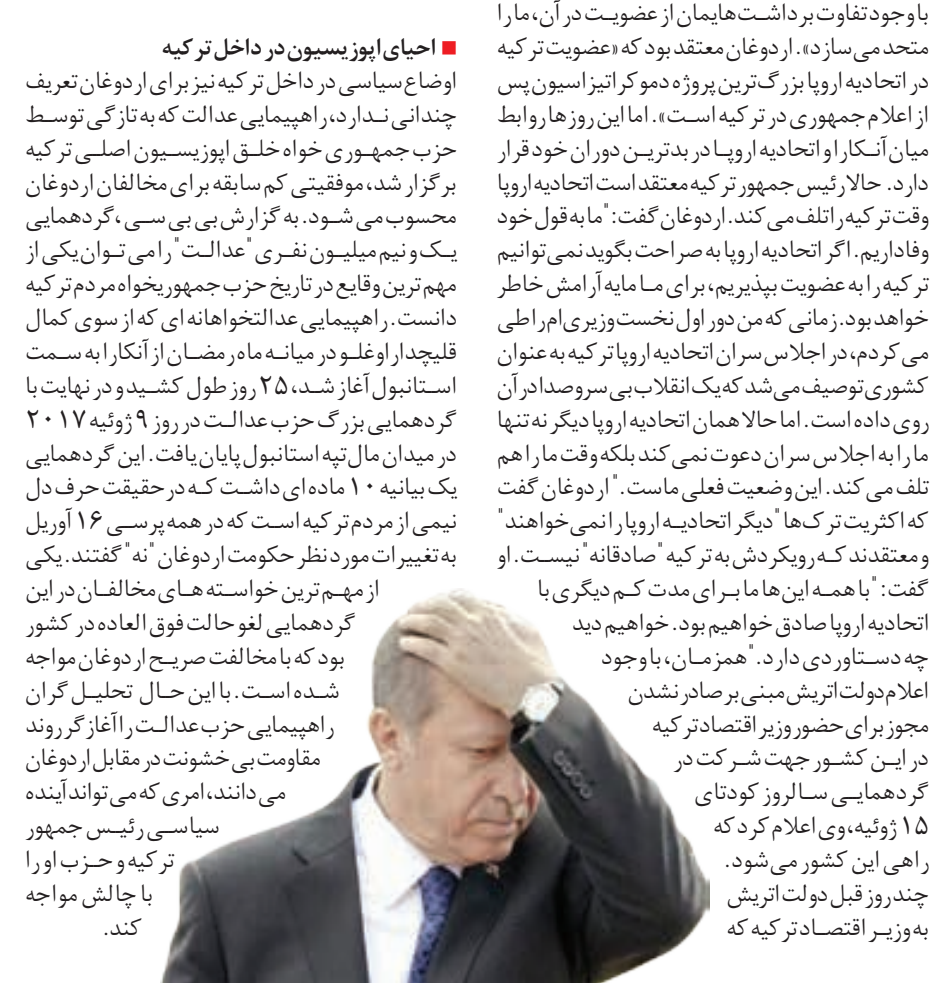 با وجود تفاوت برداشت‌هایمان از عضویت در آن، ما را
متحد می‌سازد». اردوغان معتقد بود که «عضویت ترکیه
در اتحادیه اروپا بزرگ‌ترین پروژه دموکراتیزاسیون پس
از اعلام جمهوری در ترکیه است». اما این روزها روابط
میان آنکارا و اتحادیه اروپا در بدترین دوران خود قرار
دارد. حالا رئیس جمهور ترکیه معتقد است اتحادیه اروپا
وقت ترکیه را تلف می کند. اردوغان گفت: "ما به قول خود
وفاداریم. اگر اتحادیه اروپا به صراحت بگوید نمی توانیم
ترکیه را به عضویت بپذیریم، برای ما مایه آرامش خاطر
خواهد بود. زمانی که من دور اول نخست‌وزیری‌ام را طی
می کردم، در اجلاس سران اتحادیه اروپا ترکیه به عنوان
کشوری توصیف می‌شد که یک انقلاب بی سروصدا در آن
روی داده است. اما حالا همان اتحادیه اروپا دیگر نه تنها
ما را به اجلاس سران دعوت نمی کند بلکه وقت ما را هم
تلف می کند. این وضعیت فعلی ماست." اردوغان گفت
که اکثریت ترک‌ها "دیگر اتحادیه اروپا را نمی‌خواهند"
و معتقدند که رویکردش به ترکیه "صادقانه" نیست. او
گفت: "با همه این‌ها ما برای مدت کم دیگری با
اتحادیه اروپا صادق خواهیم بود. خواهیم دید
چه دستاوردی دارد." همزمان، با وجود
اعلام دولت اتریش مبنی بر صادر نشدن
مجوز برای حضور وزیر اقتصاد ترکیه
در این کشور جهت شرکت در
گردهمایی سالروز کودتای
۱۵ ژوئیه، وی اعلام کرد که
راهی این کشور می‌شود.
چند روز قبل دولت اتریش
به وزیر اقتصاد ترکیه که
■ احیای اپوزیسیون در داخل ترکیه
اوضاع سیاسی در داخل ترکیه نیز برای اردوغان تعریف
چندانی ندارد، راهپیمایی عدالت که به تازگی توسط
حزب جمهوری خواه خلق اپوزیسیون اصلی ترکیه
برگزار شد، موفقیتی کم سابقه برای مخالفان اردوغان
محسوب می شود. به گزارش بی بی سی، گردهمایی
یک و نیم میلیون نفری "عدالت" را می توان یکی از
مهم ترین وقایع در تاریخ حزب جمهوریخواه مردم ترکیه
دانست. راهپیمایی عدالتخواهانه ای که از سوی کمال
قلیچدار اوغلو در میانه ماه رمضان از آنکارا به سمت
استانبول آغاز شد، ۲۵ روز طول کشید و در نهایت با
گردهمایی بزرگ حزب عدالت در روز ۹ ژوئیه ۲۰۱۷
در میدان مال تپه استانبول پایان یافت. این گردهمایی
یک بیانیه ۱۰ ماده ای داشت که در حقیقت حرف دل
نیمی از مردم ترکیه است که در همه پرسی ۱۶ آوریل
به تغییرات مورد نظر حکومت اردوغان "نه" گفتند. یکی
از مهم ترین خواسته های مخالفان در این
گردهمایی لغو حالت فوق العاده در کشور
بود که با مخالفت صریح اردوغان مواجه
شده است. با این حال تحلیل گران
راهپیمایی حزب عدالت را آغازگر روند
مقاومت بی خشونت در مقابل اردوغان
می دانند، امری که می تواند آینده
سیاسی رئیس جمهور
ترکیه و حزب او را
با چالش مواجه
کند.